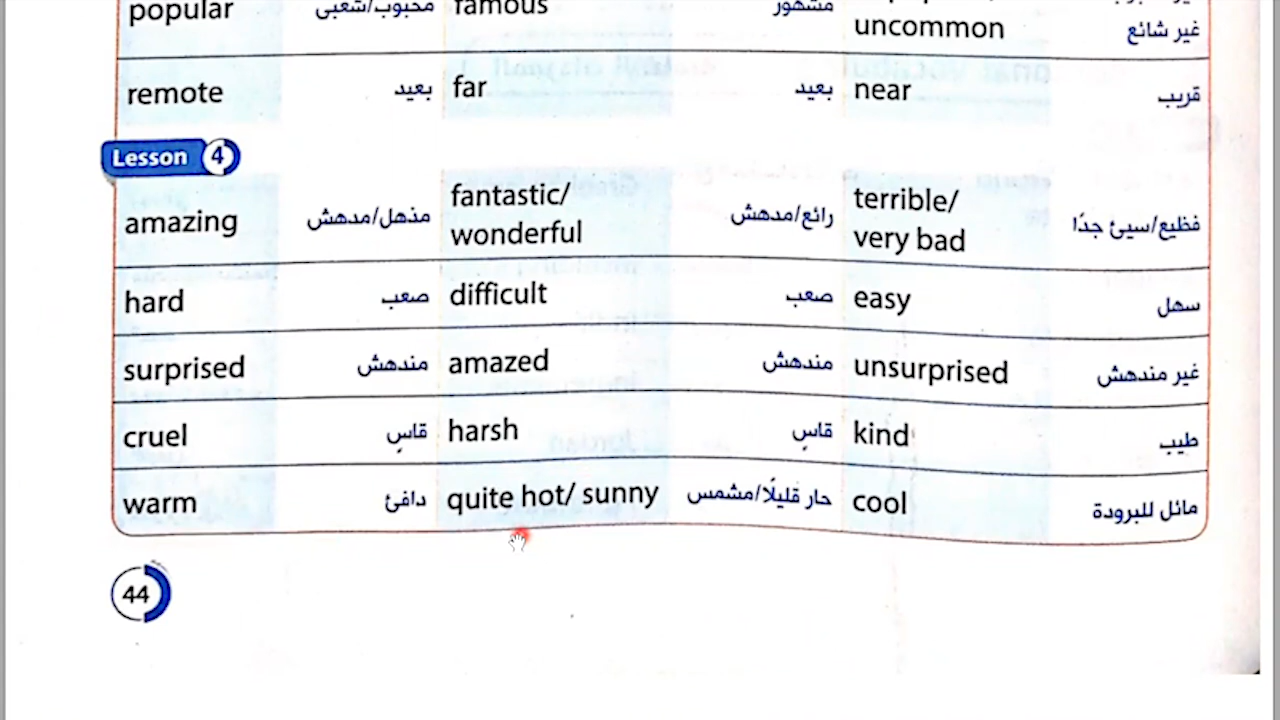 popular محبوب/شعبى famous مشهور
uncommon غير شائع
remote بعيد far بعيد near قريب
Lesson 4
amazing مذهل/مدهش fantastic/ wonderful رائع/مدهش terrible/ very bad فظيع/سيئ جدًا
hard صعب difficult صعب easy سهل
surprised مندهش amazed مندهش unsurprised غير مندهش
cruel قاسٍ harsh قاسٍ kind طيب
warm دافئ quite hot/ sunny حار قليلًا/مشمس cool مائل للبرودة
44